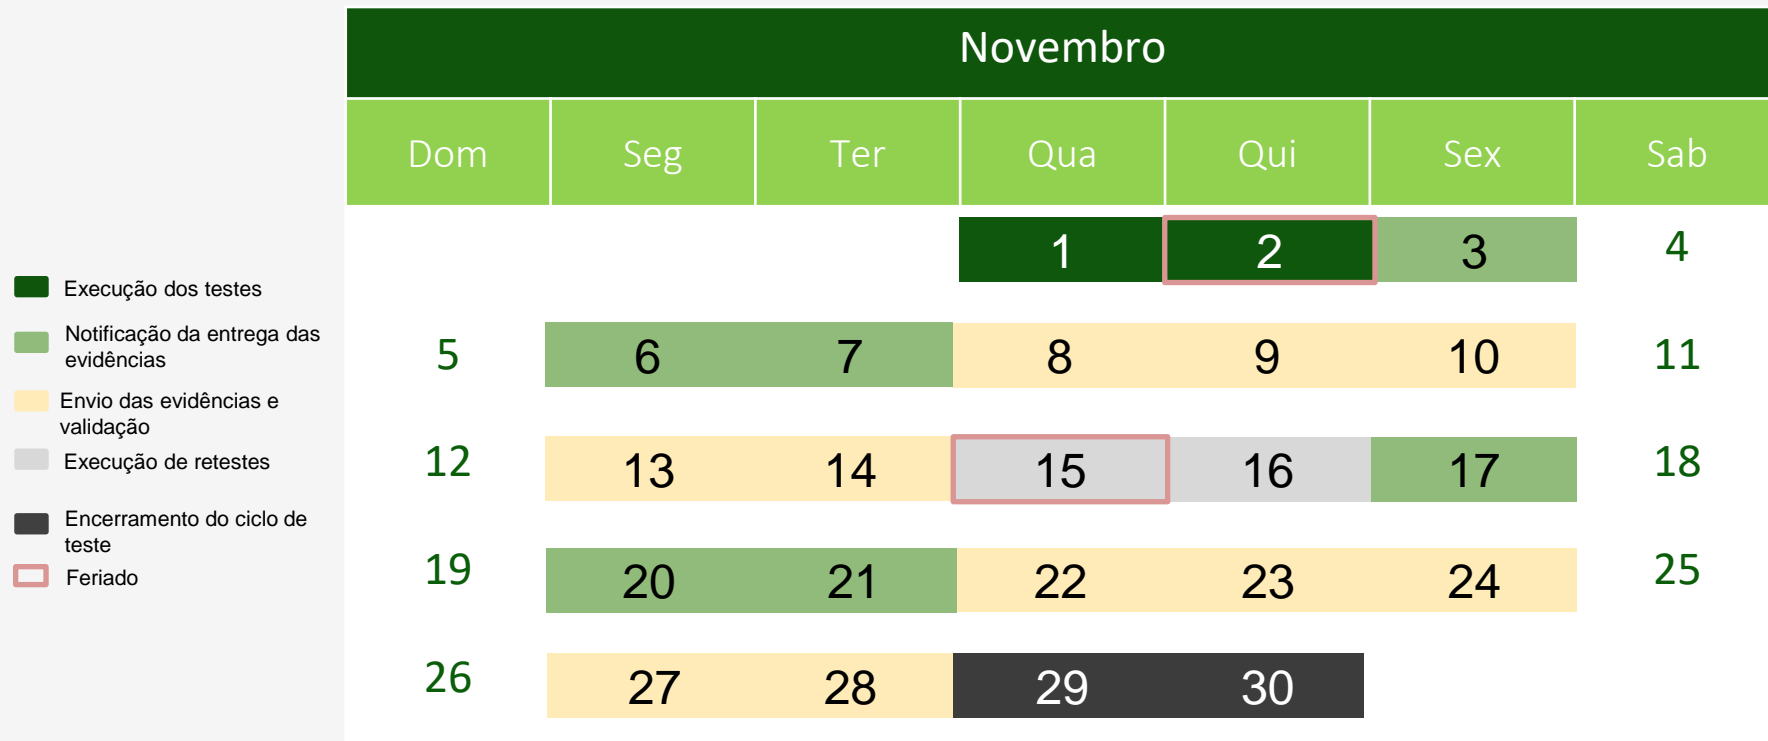 Novembro
Dom Seg Ter Qua Qui Sex Sab
1 2 3 4
5 6 7 8 9 10 11
12 13 14 15 16 17 18
19 20 21 22 23 24 25
26 27 28 29 30
Execução dos testes
Notificação da entrega das
evidências
Envio das evidências e
validação
Execução de retestes
Encerramento do ciclo de
teste
Feriado